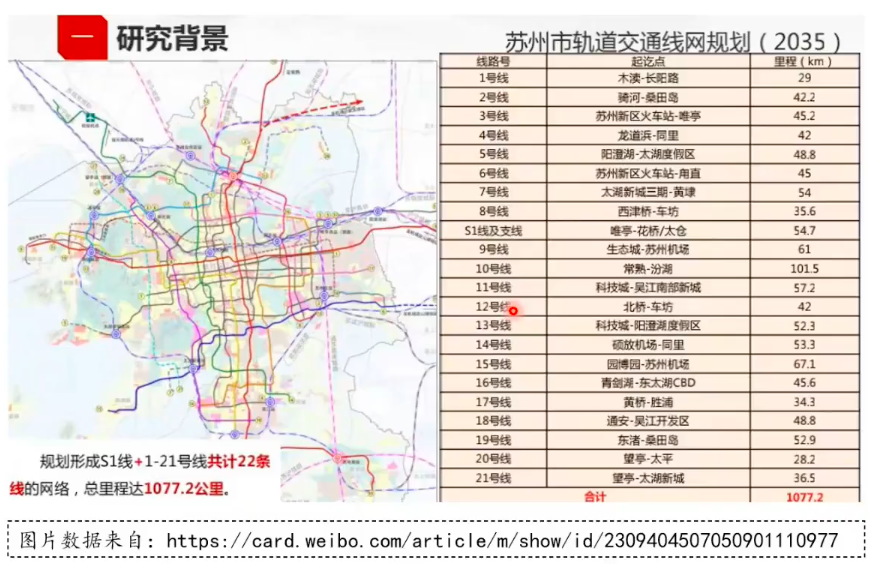 一 研究背景
苏州市轨道交通线网规划（2035）
线路号 起讫点 里程（km）
1号线 木渎-长阳路 29
2号线 骑河-桑田岛 42.2
3号线 苏州新区火车站-唯亭 45.2
4号线 龙道浜-同里 42
5号线 阳澄湖-太湖度假区 48.8
6号线 苏州新区火车站-甪直 45
7号线 太湖新城三期-黄埭 54
8号线 西津桥-车坊 35.6
S1线及支线 唯亭-花桥/太仓 54.7
9号线 生态城-苏州机场 61
10号线 常熟-汾湖 101.5
11号线 科技城-吴江南部新城 57.2
12号线 北桥-车坊 42
13号线 科技城-阳澄湖度假区 52.3
14号线 硕放机场-同里 53.3
15号线 园博园-苏州机场 67.1
16号线 青剑湖-东太湖CBD 45.6
17号线 黄桥-胜浦 34.3
18号线 通安-吴江开发区 48.8
19号线 东渚-桑田岛 52.9
20号线 望亭-太平 28.2
21号线 望亭-太湖新城 36.5
合计 1077.2
规划形成S1线+1-21号线共计22条
线的网络，总里程达1077.2公里。
图片数据来自：https://card.weibo.com/article/m/show/id/2309404507050901110977